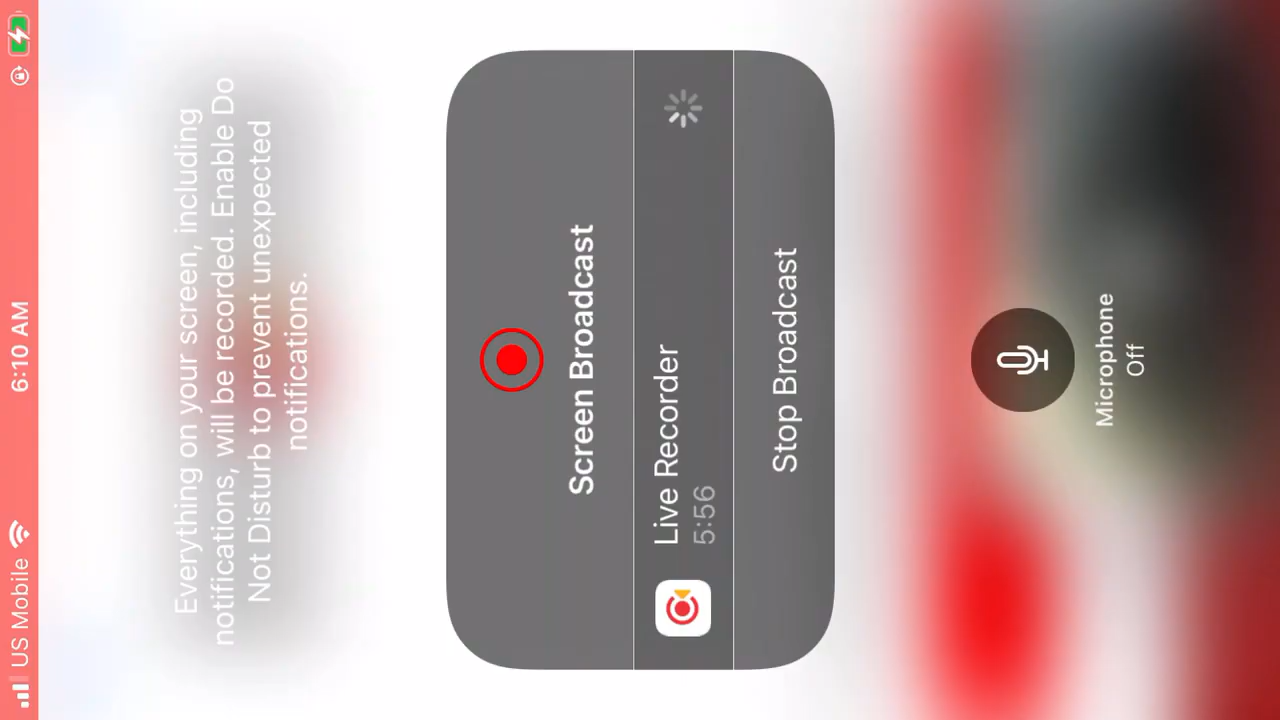 US Mobile
6:10 AM
Everything on your screen, including
notifications, will be recorded. Enable Do
Not Disturb to prevent unexpected
notifications.
Screen Broadcast
Live Recorder
5:56
Stop Broadcast
Microphone
Off